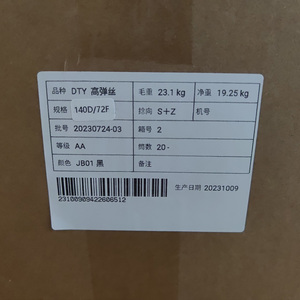 品种 DTY 高弹丝 毛重 23.1 kg 净重 19.25 kg
规格 140D/72F 捻向 S+Z 机号
批号 20230724-03 箱号 2
等级 AA 筒数 20-
颜色 JB01 黑 备注
生产日期 20231009
23100909422606512